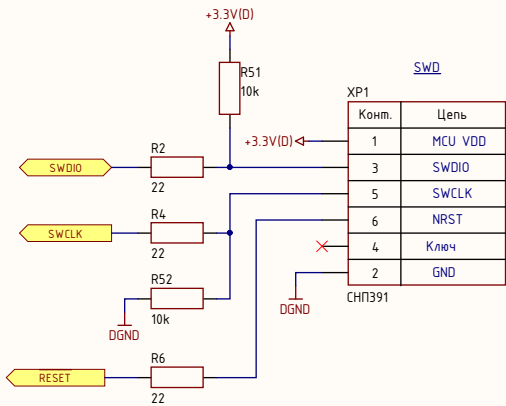 +3.3V(D)
R51
10k
SWD
XP1
Конт. Цепь
+3.3V(D) 1 MCU VDD
R2
SWDIO 3 SWDIO
22
5 SWCLK
R4
SWCLK 6 NRST
22
4 Ключ
R52
2 GND
10k
DGND
DGND
СНП391
R6
RESET
22